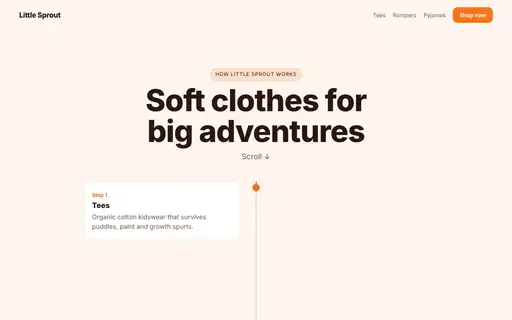 Little Sprout
Tees Rompers Pyjamas Shop now
HOW LITTLE SPROUT WORKS
Soft clothes for
big adventures
Scroll ↓
Step 1
Tees
Organic cotton kidswear that survives
puddles, paint and growth spurts.